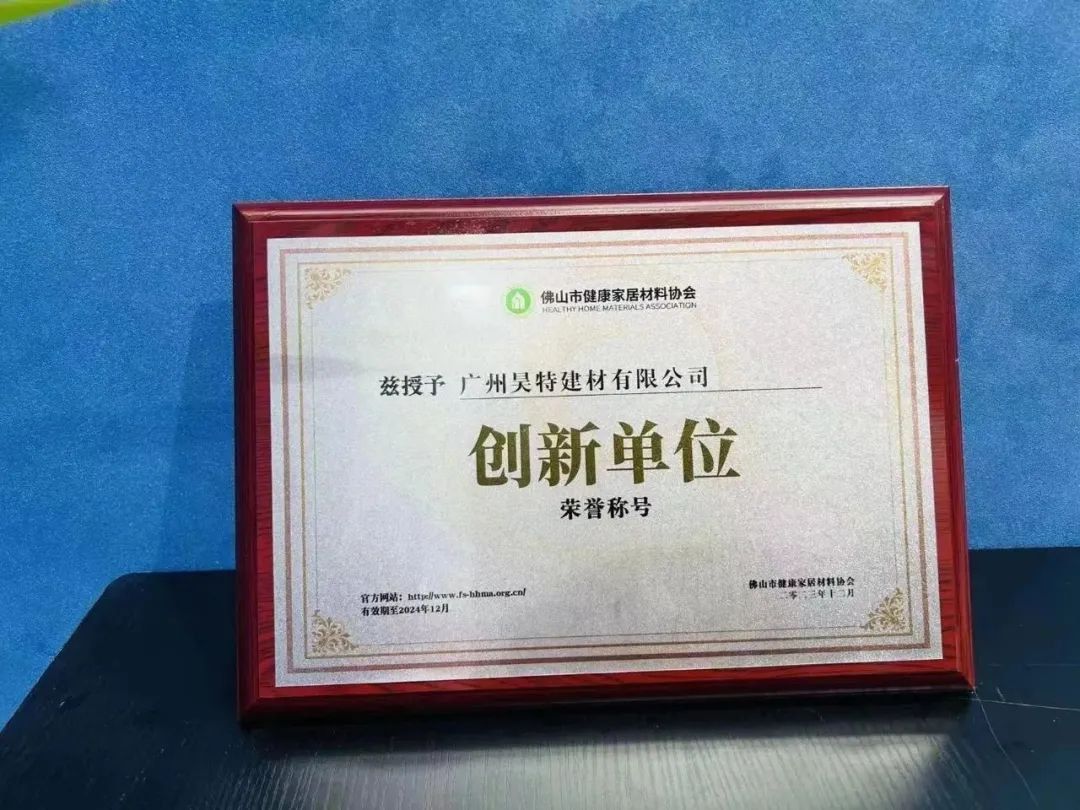 佛山市健康家居材料协会
HEALTHY HOME MATERIALS ASSOCIATION
兹授予 广州昊特建材有限公司
创新单位
荣誉称号
官方网站：http://www.fs-hhma.org.cn/
有效期至2024年12月
佛山市健康家居材料协会
二零二三年十二月